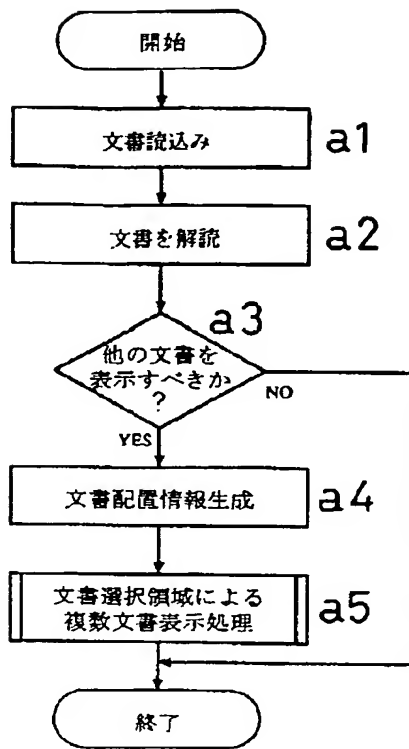 開始
文書読込み a1
文書を解読 a2
a3
他の文書を
表示すべきか
?
NO
YES
文書配置情報生成 a4
文書選択領域による
複数文書表示処理 a5
終了